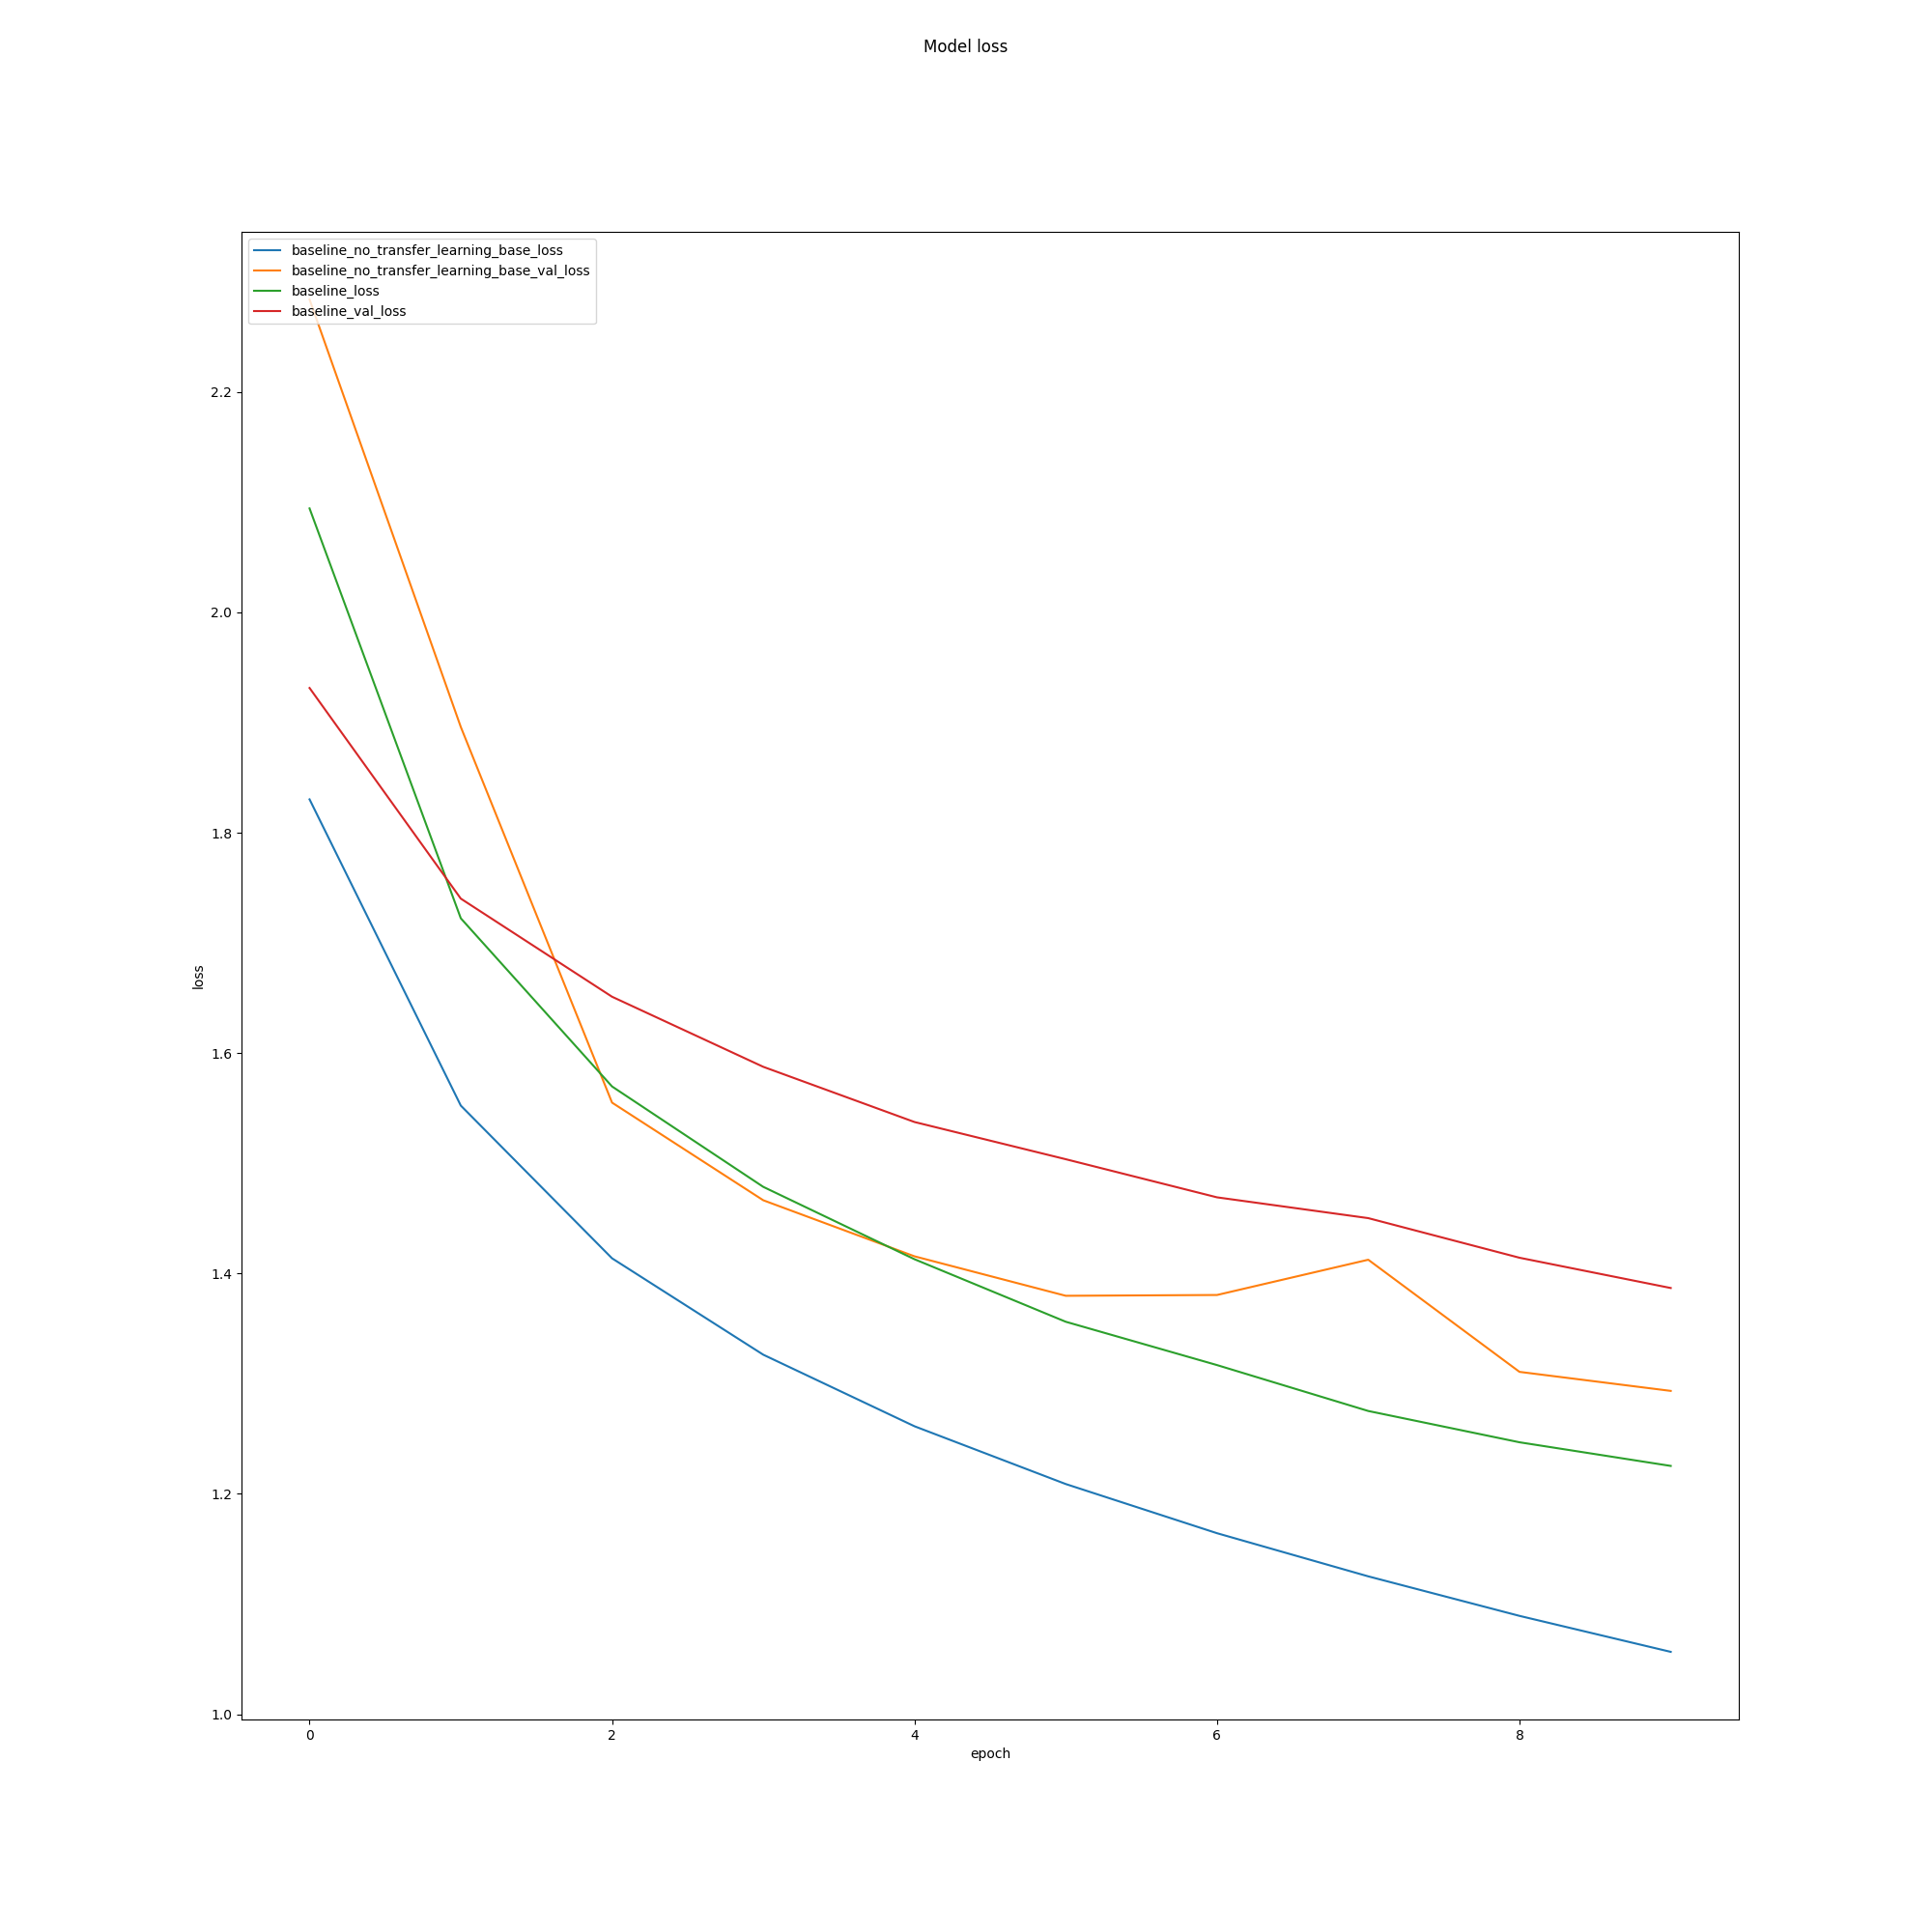 Model loss
baseline_no_transfer_learning_base_loss
baseline_no_transfer_learning_base_val_loss
baseline_loss
baseline_val_loss
2.2
2.0
1.8
1.6
1.4
1.2
1.0
loss
0 2 4 6 8
epoch